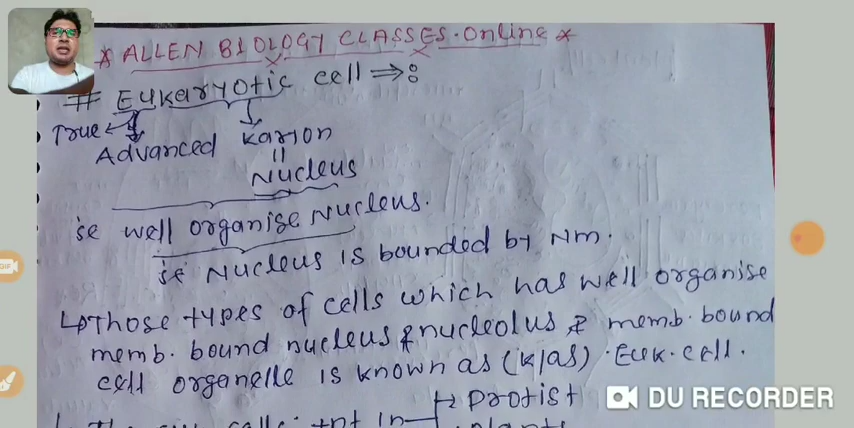 * ALLEN BIOLOGY CLASSES. Online *
# Eukaryotic cell ⇒:
True ← Advanced Karion
||
Nucleus
ie well organise Nucleus.
ie Nucleus is bounded by Nm.
↳ Those types of cells which has well organise
memb. bound nucleus & nucleolus & memb. bound
cell organelle is known as (k/as). Euk. cell.
Protist
DU RECORDER
GIF